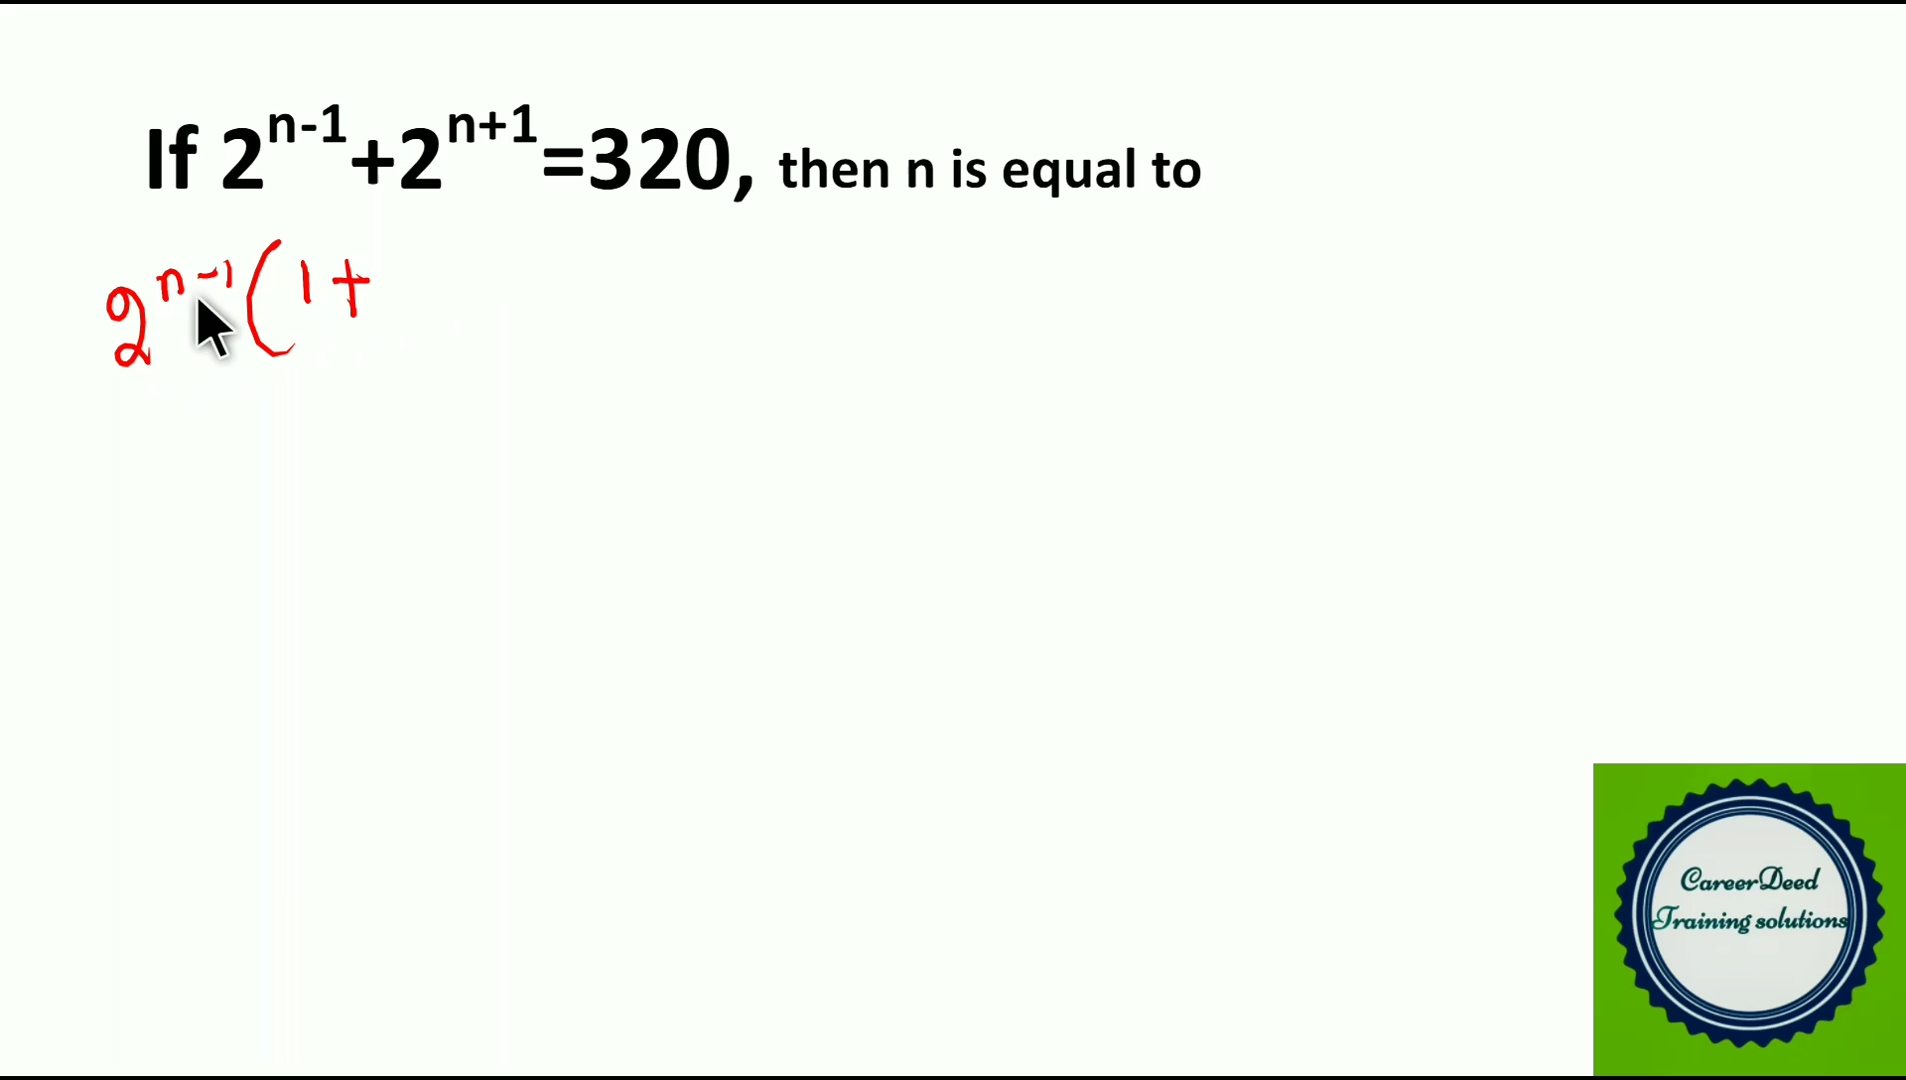 If 2^{n-1}+2^{n+1}=320, then n is equal to
2^{n-1}(1+
CareerDeed
Training solutions